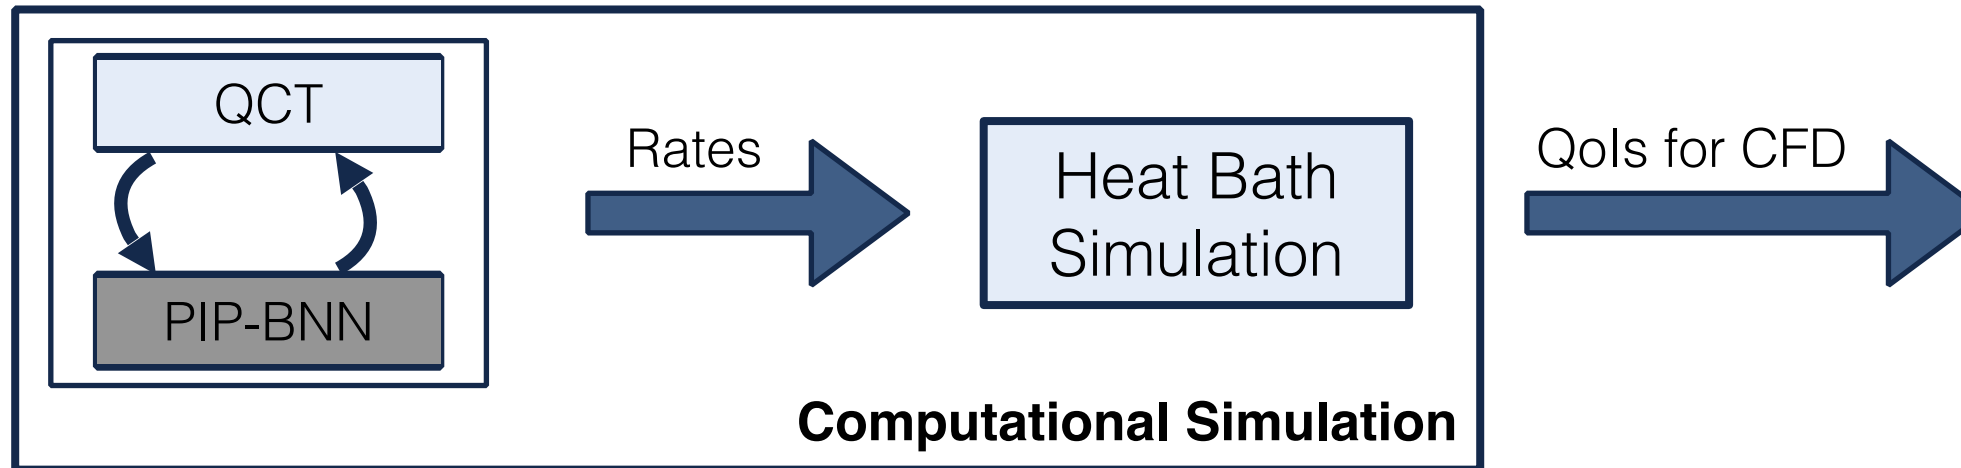 QCT
PIP-BNN
Rates
Heat Bath
Simulation
QoIs for CFD
Computational Simulation